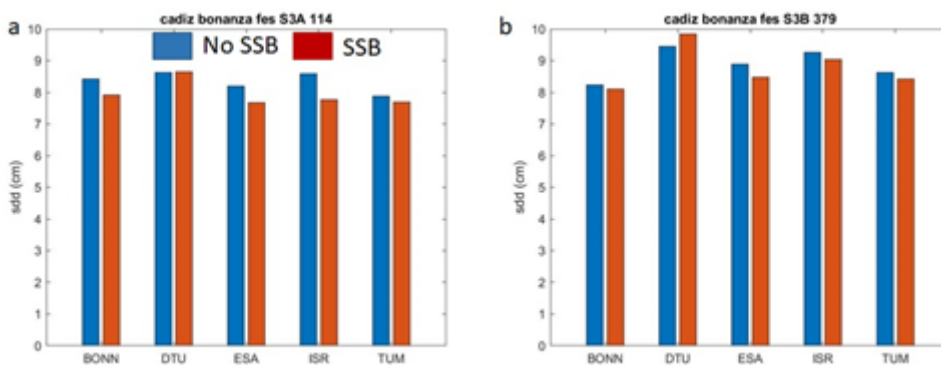 a
cadiz bonanza fes S3A 114
No SSB
SSB
sdd (cm)
10
9
8
7
6
5
4
3
2
1
0
BONN DTU ESA ISR TUM
b
cadiz bonanza fes S3B 379
sdd (cm)
10
9
8
7
6
5
4
3
2
1
0
BONN DTU ESA ISR TUM